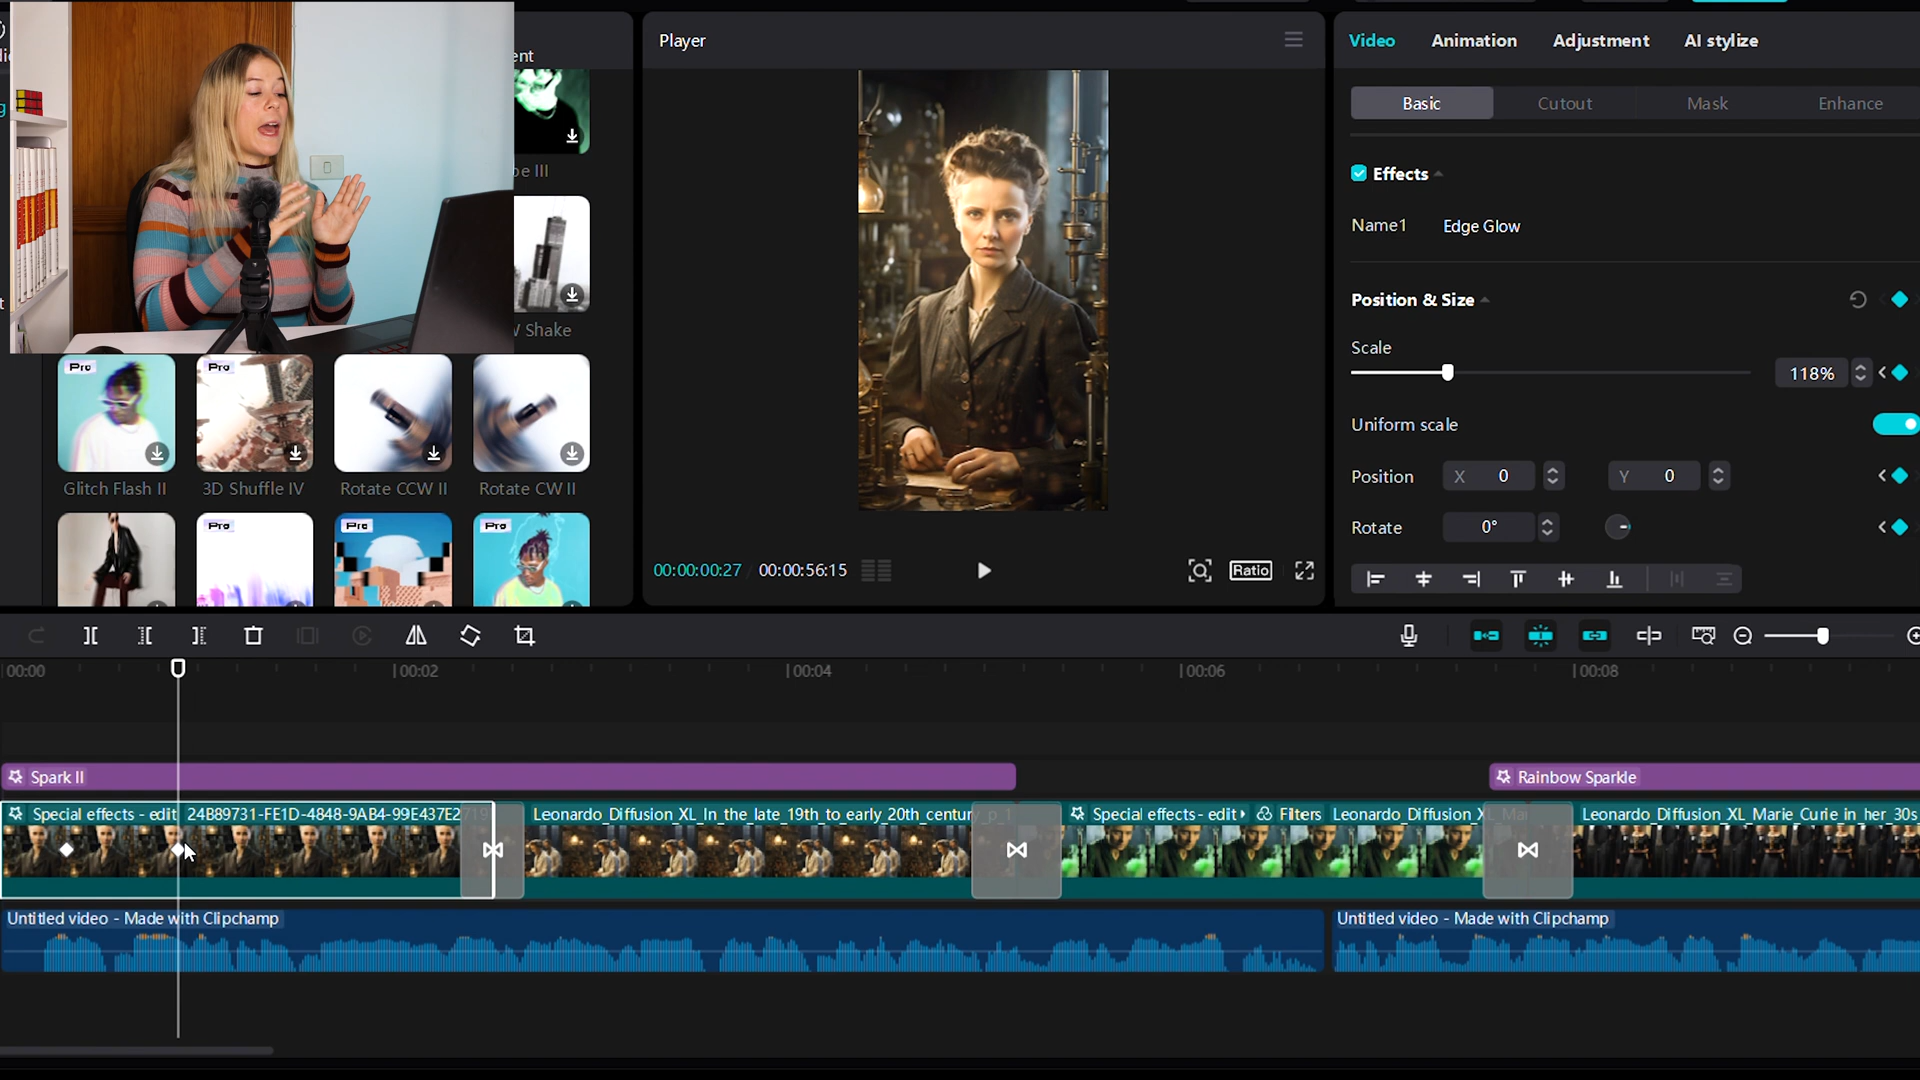 ent
be III
W Shake
Pro
Pro
Glitch Flash II
3D Shuffle IV
Rotate CCW II
Rotate CW II
Pro
Pro
Pro
Player
00:00:00:27
00:00:56:15
Ratio
Video
Animation
Adjustment
AI stylize
Basic
Cutout
Mask
Enhance
Effects
Name1
Edge Glow
Position & Size
Scale
118%
Uniform scale
Position
X 0
Y 0
Rotate
0°
00:00
00:02
00:04
00:06
00:08
Spark II
Rainbow Sparkle
Special effects - edit
24B89731-FE1D-4848-9AB4-99E437E2719
Leonardo_Diffusion_XL_In_the_late_19th_to_early_20th_century_p_1
Special effects - edit
Filters
Leonardo_Diffusion_XL_Mai
Leonardo_Diffusion_XL_Marie_Curie_in_her_30s
Untitled video - Made with Clipchamp
Untitled video - Made with Clipchamp